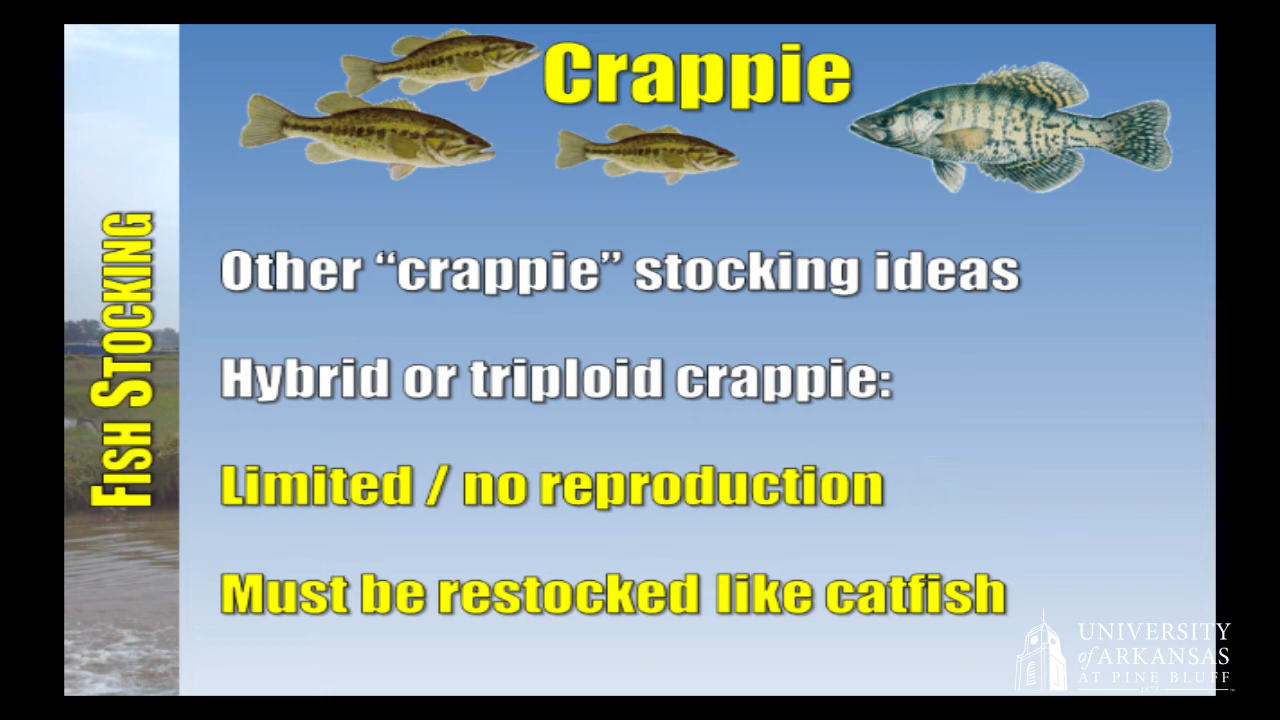 Crappie
FISH STOCKING
Other “crappie” stocking ideas
Hybrid or triploid crappie:
Limited / no reproduction
Must be restocked like catfish
UNIVERSITY
of ARKANSAS
AT PINE BLUFF